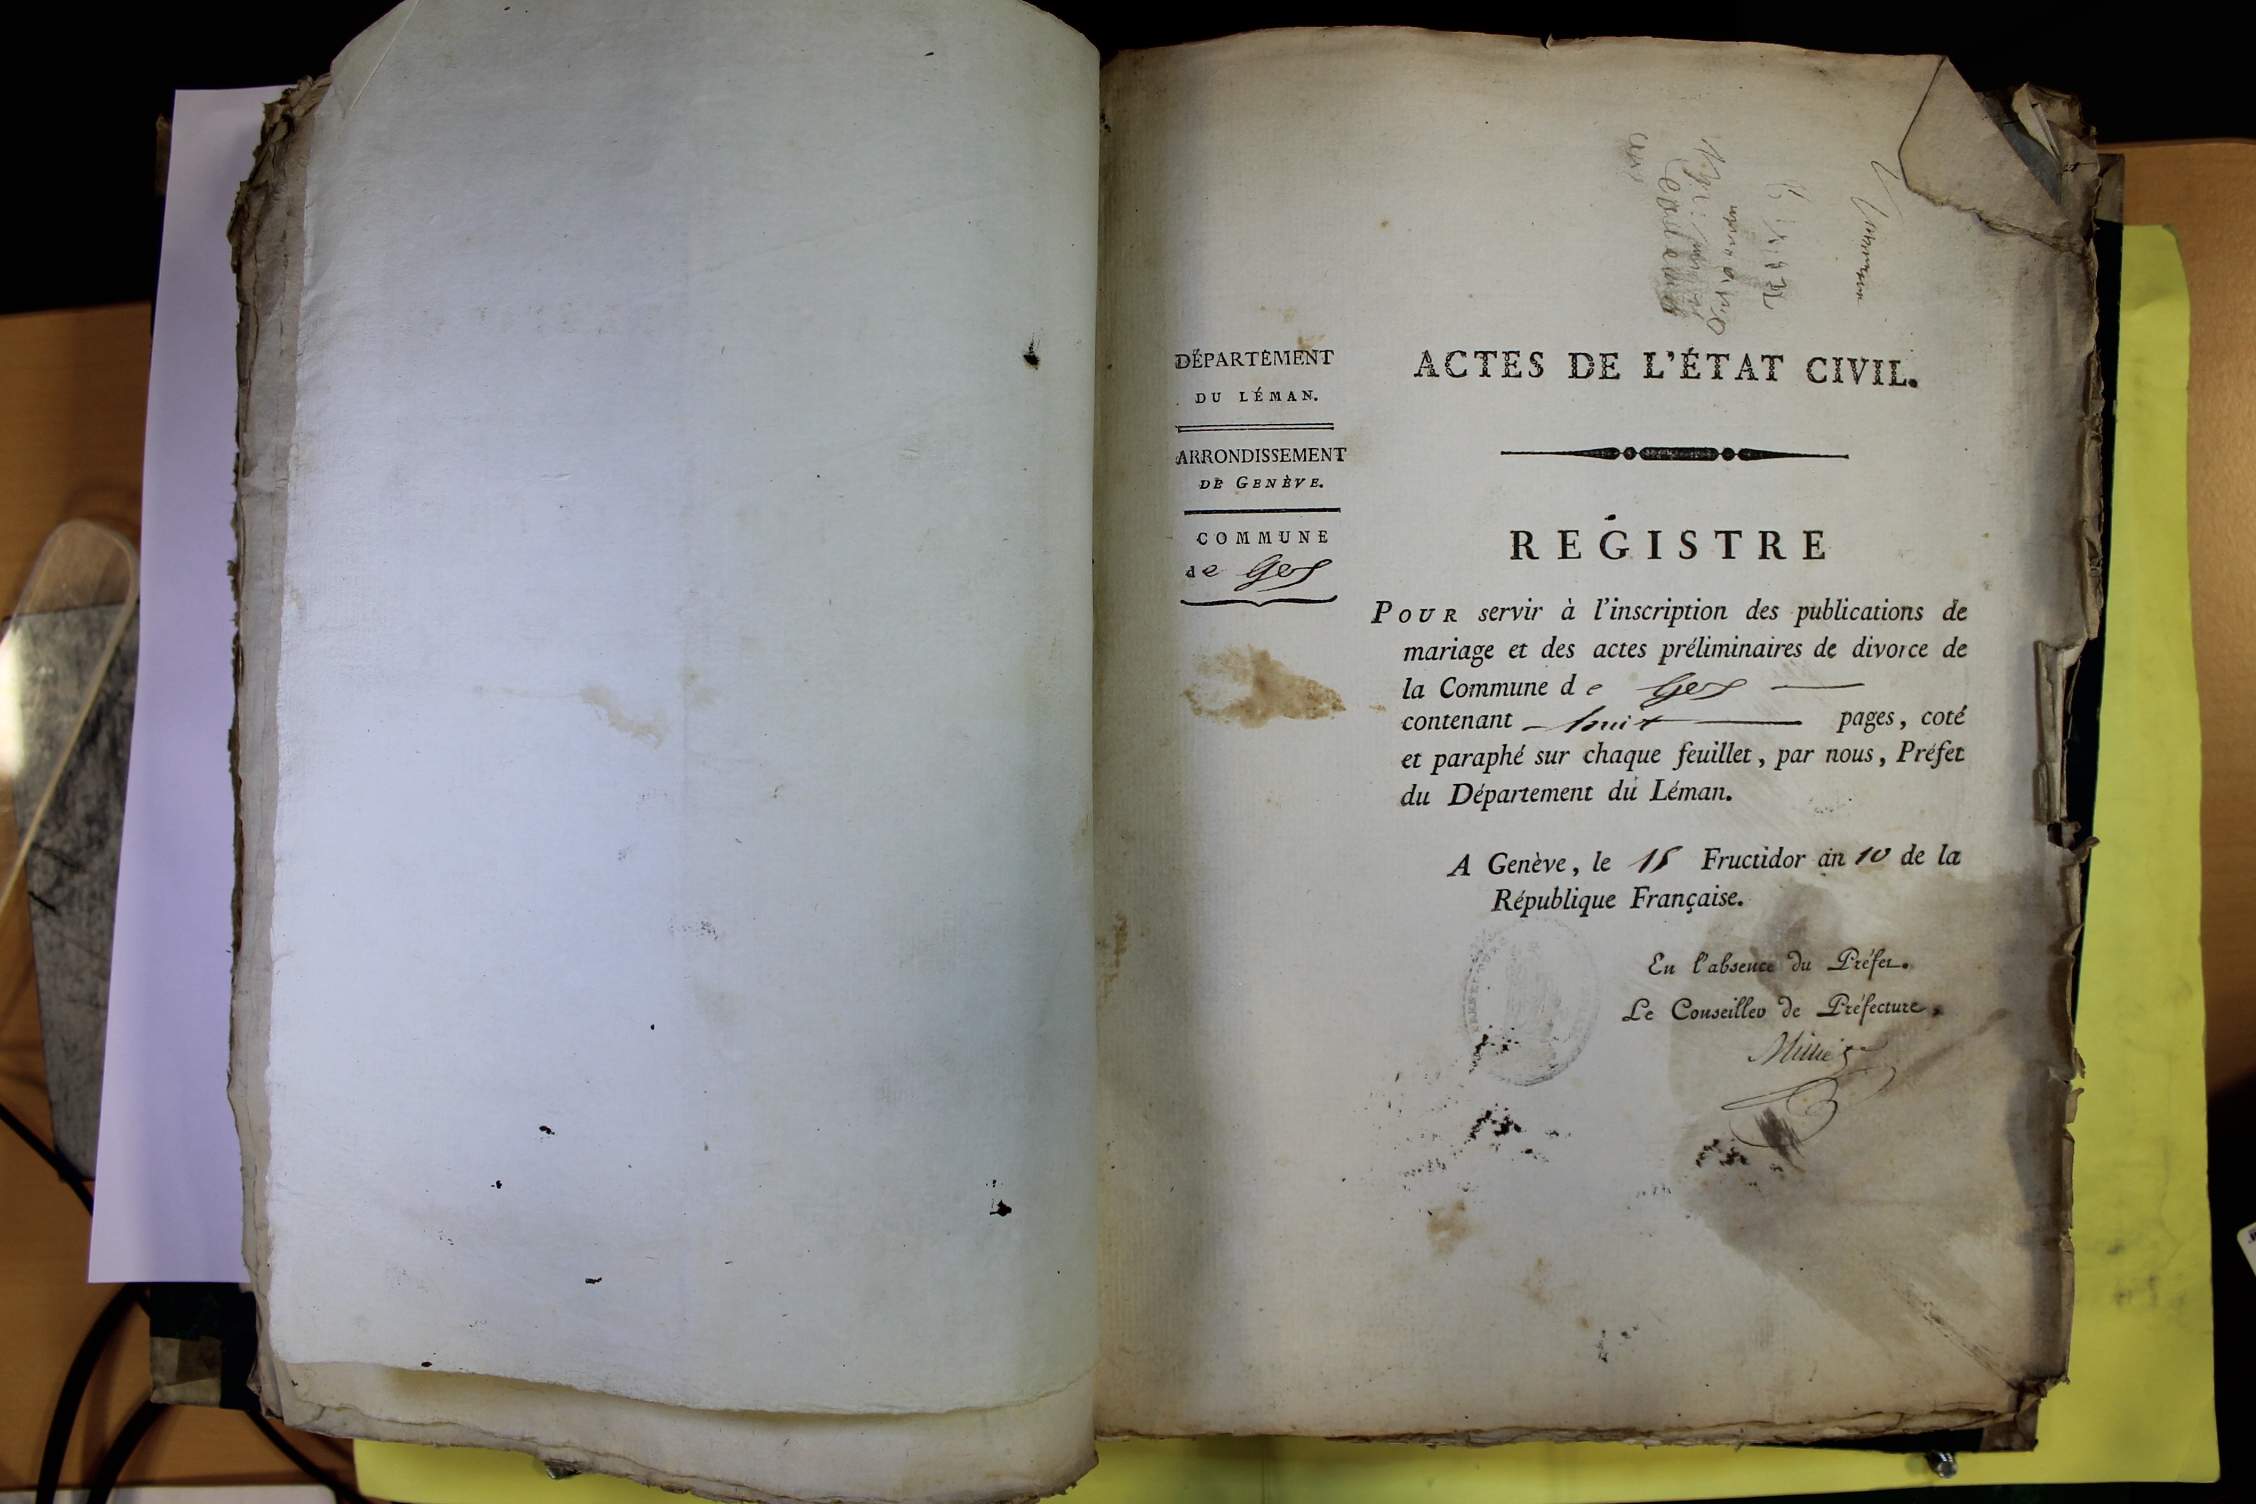 DÉPARTEMENT
DU LÉMAN.
ARRONDISSEMENT
DE GENÈVE.
COMMUNE
de Gex
ACTES DE L'ÉTAT CIVIL.
REGISTRE
POUR servir à l'inscription des publications de
mariage et des actes préliminaires de divorce de
la Commune de Gex
contenant huit pages, coté
et paraphé sur chaque feuillet, par nous, Préfet
du Département du Léman.
A Genève, le 15 Fructidor an 10 de la
République Française.
En l'absence du Préfet.
Le Conseiller de Préfecture,